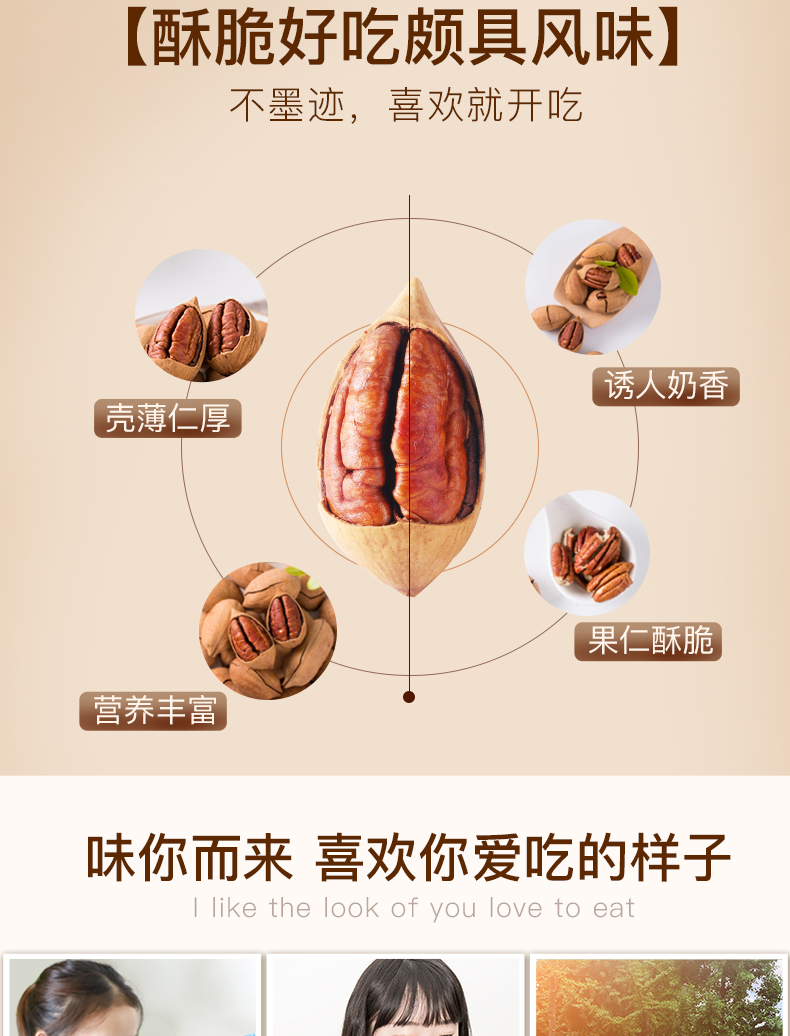 【酥脆好吃颇具风味】
不墨迹，喜欢就开吃
诱人奶香
壳薄仁厚
果仁酥脆
营养丰富
味你而来 喜欢你爱吃的样子
I like the look of you love to eat